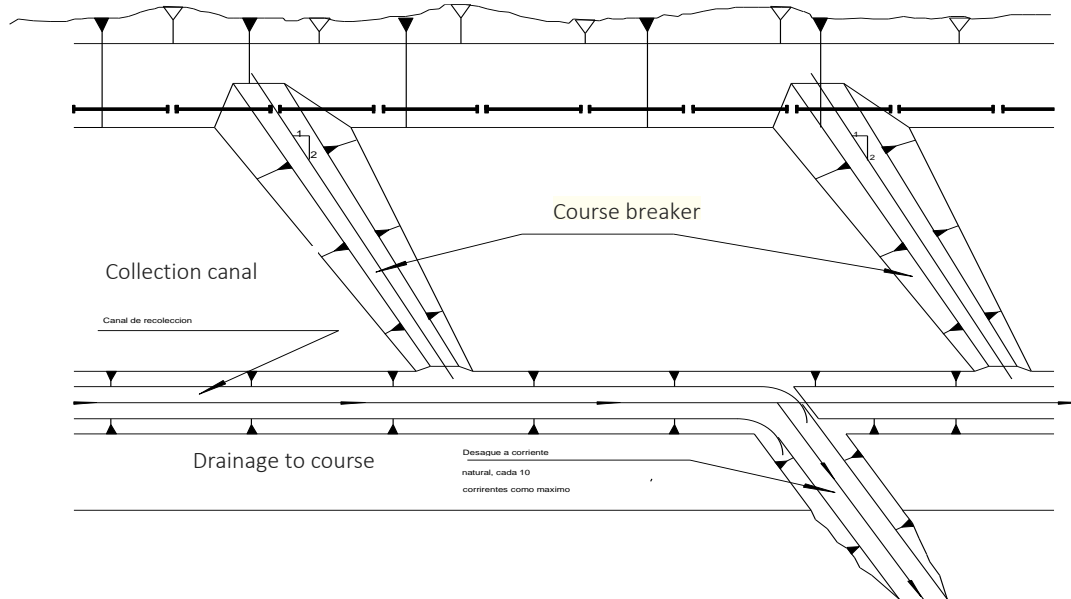 1
2
1
2
Course breaker
Collection canal
Canal de recoleccion
Drainage to course
Desague a corriente
natural, cada 10
corrirentes como maximo